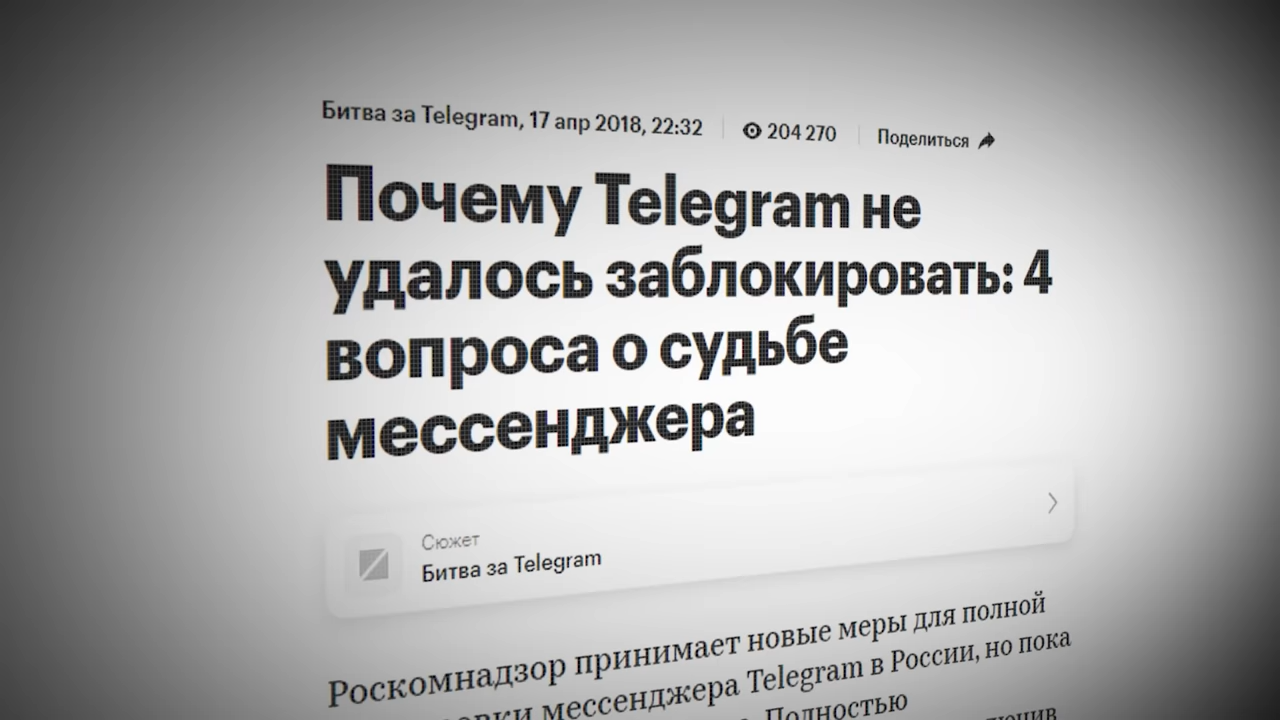 Битва за Telegram, 17 апр 2018, 22:32 204 270 Поделиться
Почему Telegram не
удалось заблокировать: 4
вопроса о судьбе
мессенджера
Сюжет
Битва за Telegram
Роскомнадзор принимает новые меры для полной
мессенджера Telegram в России, но пока
Полностью